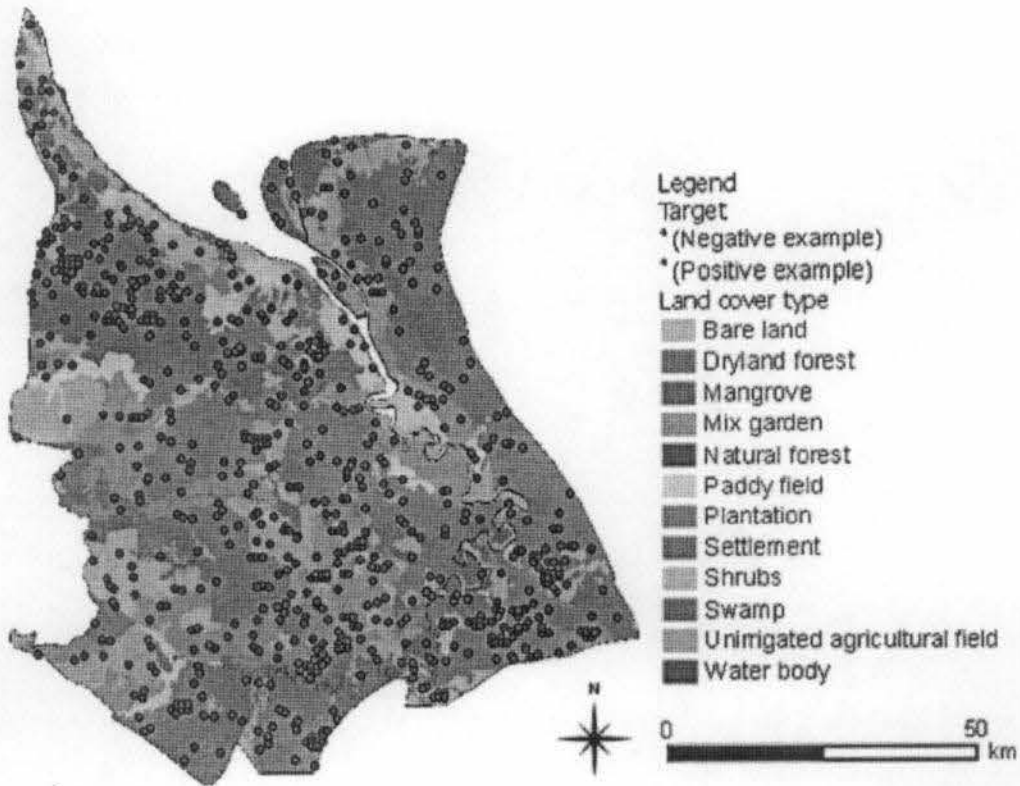 Legend
Target
(Negative example)
(Positive example)
Land cover type
Bare land
Dryland forest
Mangrove
Mix garden
Natural forest
Paddy field
Plantation
Settlement
Shrubs
Swamp
Unirrigated agricultural field
Water body
N
0 50
km